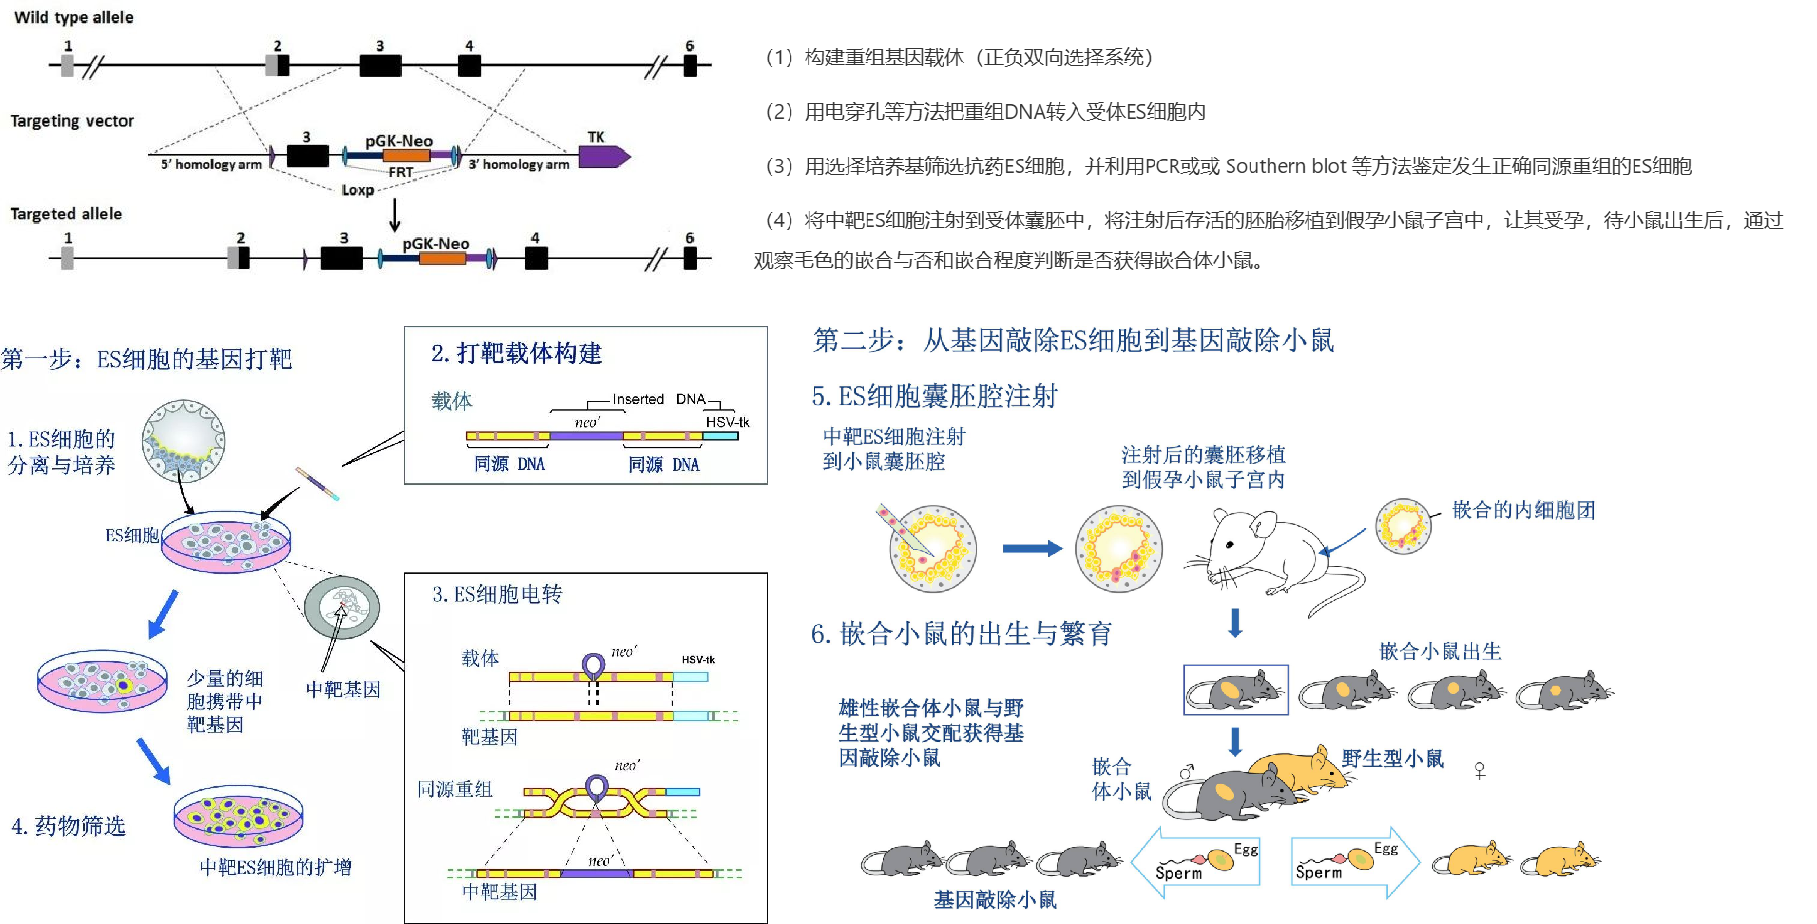 Wild type allele
1
2
3
4
6
Targeting vector
3
pGK-Neo
TK
5' homology arm
FRT
3' homology arm
Loxp
Targeted allele
1
2
3
pGK-Neo
4
6
（1）构建重组基因载休（正负双向选择系统）
（2）用电穿孔等方法把重组DNA转入受体ES细胞内
（3）用选择培养基筛选抗药ES细胞，并利用PCR或或 Southern blot 等方法鉴定发生正确同源重组的ES细胞
（4）将中靶ES细胞注射到受体囊胚中，将注射后存活的胚胎移植到假孕小鼠子宫中，让其受孕，待小鼠出生后，通过
观察毛色的嵌合与否和嵌合程度判断是否获得嵌合体小鼠。
第一步：ES细胞的基因打靶
1.ES细胞的
分离与培养
ES细胞
少量的细
胞携带中
靶基因
中靶基因
4.药物筛选
中靶ES细胞的扩增
2.打靶载体构建
载体
Inserted DNA
neo'
HSV-tk
同源 DNA
同源 DNA
3.ES细胞电转
载体
neo'
HSV-tk
靶基因
同源重组
neo'
neo'
中靶基因
第二步：从基因敲除ES细胞到基因敲除小鼠
5.ES细胞囊胚腔注射
中靶ES细胞注射
到小鼠囊胚腔
注射后的囊胚移植
到假孕小鼠子宫内
嵌合的内细胞团
6.嵌合小鼠的出生与繁育
嵌合小鼠出生
雄性嵌合体小鼠与野
生型小鼠交配获得基
因敲除小鼠
嵌合
体小鼠
♂
野生型小鼠
♀
Egg
Sperm
Egg
Sperm
基因敲除小鼠